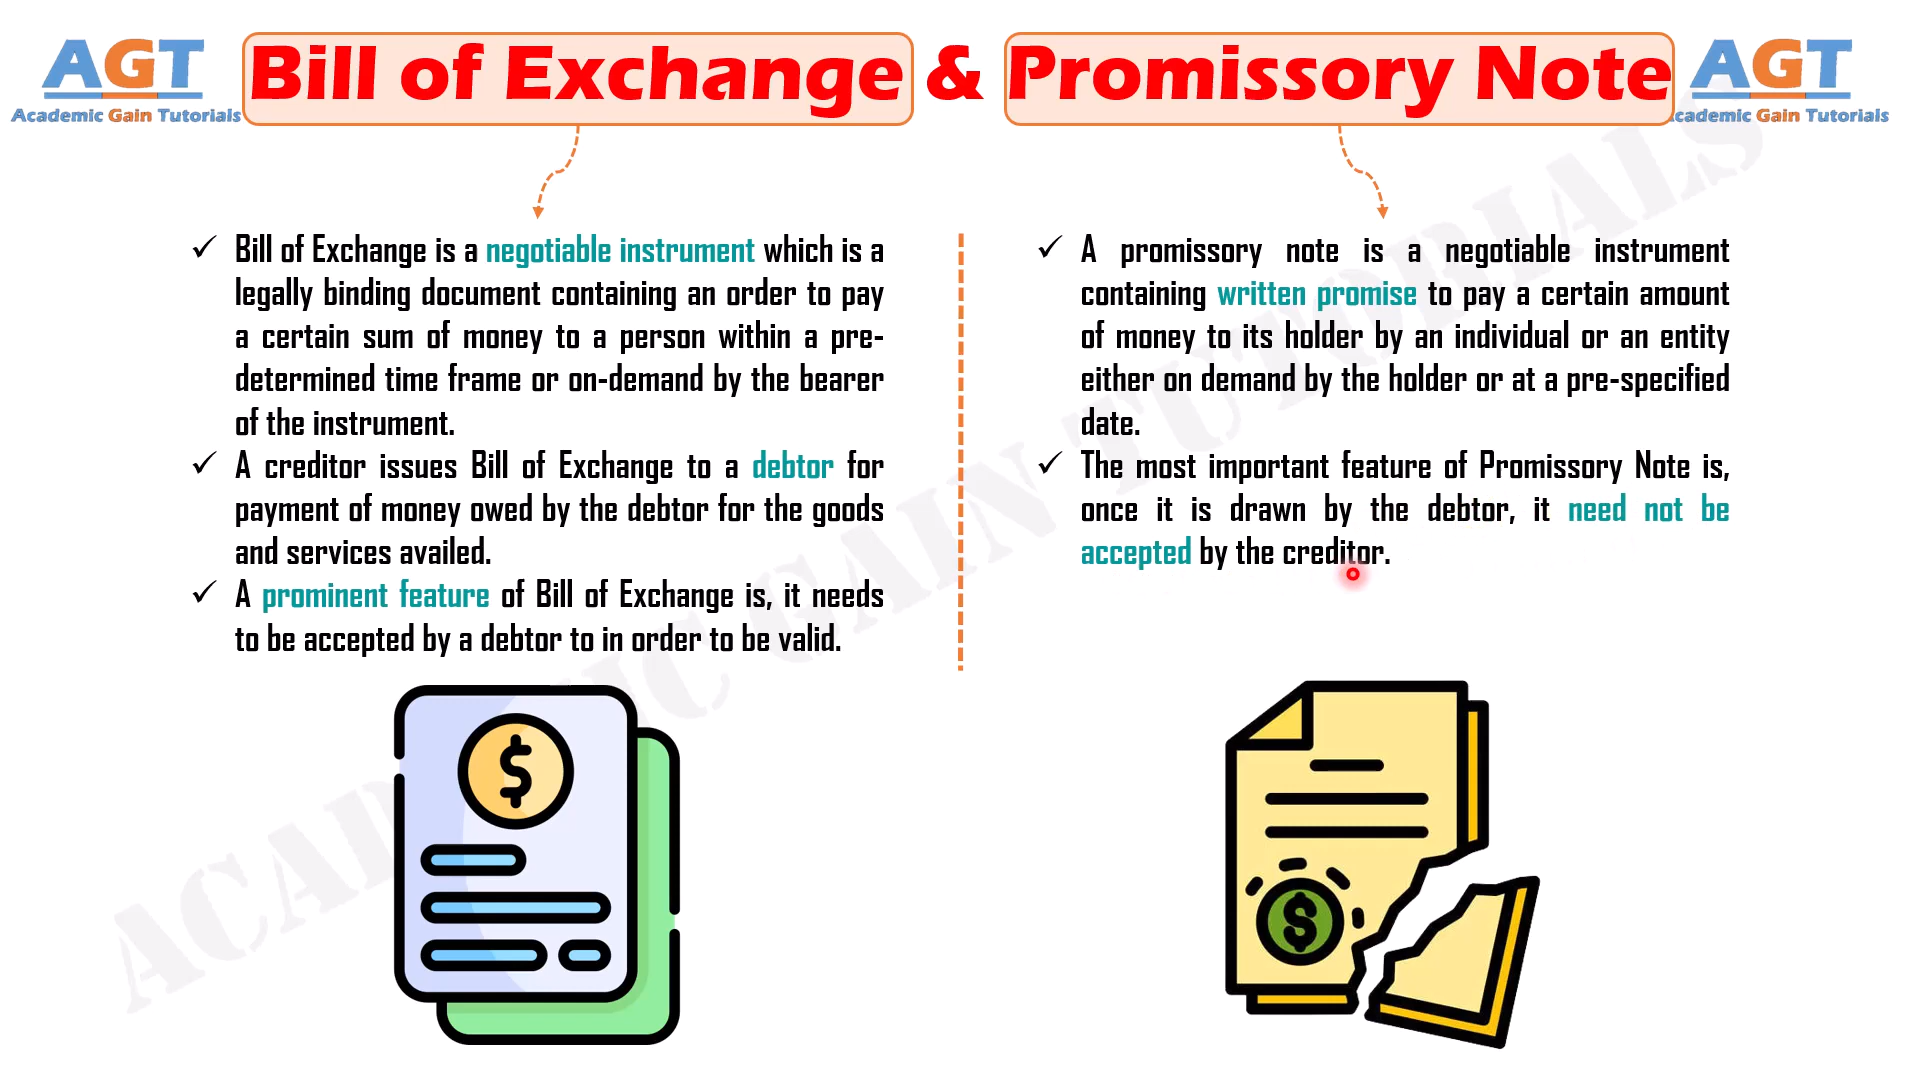 AGT
Academic Gain Tutorials
Bill of Exchange & Promissory Note
AGT
cademic Gain Tutorials
Bill of Exchange is a negotiable instrument which is a
legally binding document containing an order to pay
a certain sum of money to a person within a pre-
determined time frame or on-demand by the bearer
of the instrument.
A creditor issues Bill of Exchange to a debtor for
payment of money owed by the debtor for the goods
and services availed.
A prominent feature of Bill of Exchange is, it needs
to be accepted by a debtor to in order to be valid.
A promissory note is a negotiable instrument
containing written promise to pay a certain amount
of money to its holder by an individual or an entity
either on demand by the holder or at a pre-specified
date.
The most important feature of Promissory Note is,
once it is drawn by the debtor, it need not be
accepted by the creditor.
$
$
ACADEMIC GAIN TUTORIALS